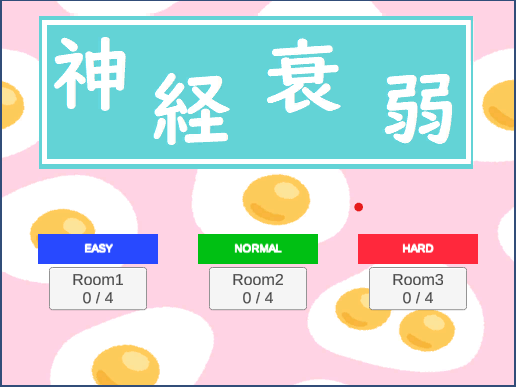 神経衰弱
EASY
NORMAL
HARD
Room1
0 / 4
Room2
0 / 4
Room3
0 / 4